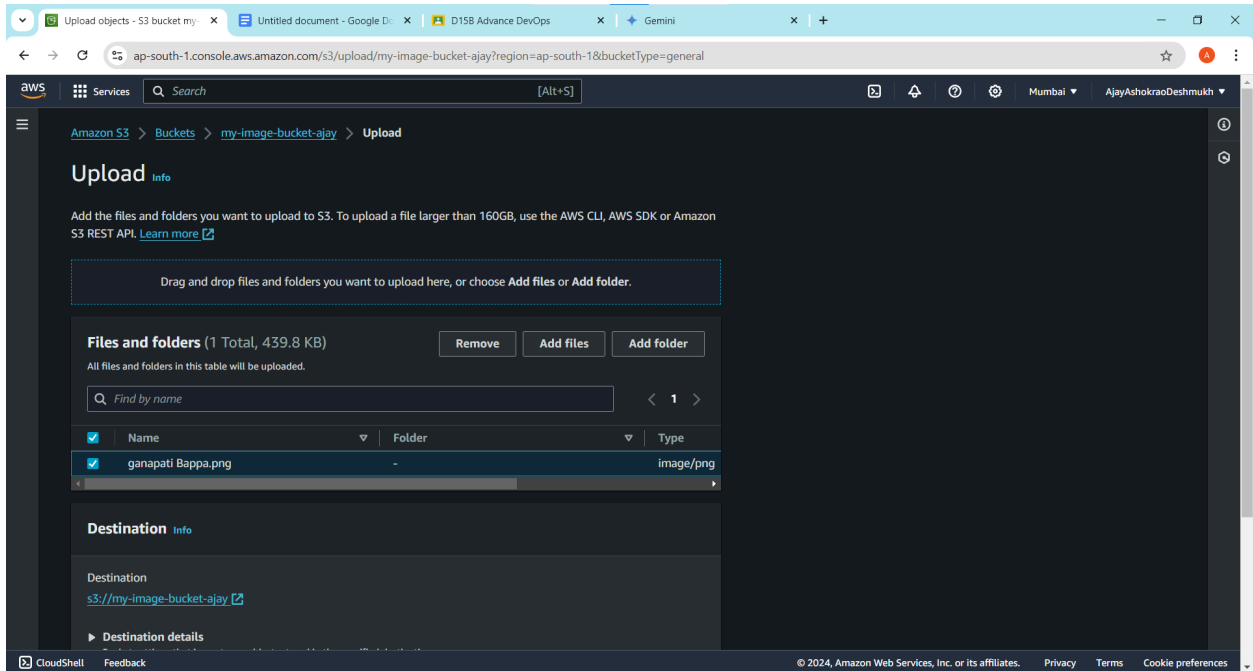 Upload objects - S3 bucket my-
Untitled document - Google Do
D15B Advance DevOps
Gemini
ap-south-1.console.aws.amazon.com/s3/upload/my-image-bucket-ajay?region=ap-south-1&bucketType=general
A
aws
Services
Search
[Alt+S]
Mumbai
AjayAshokraoDeshmukh
Amazon S3 > Buckets > my-image-bucket-ajay > Upload
Upload Info
Add the files and folders you want to upload to S3. To upload a file larger than 160GB, use the AWS CLI, AWS SDK or Amazon
S3 REST API. Learn more
Drag and drop files and folders you want to upload here, or choose Add files or Add folder.
Files and folders (1 Total, 439.8 KB)
Remove
Add files
Add folder
All files and folders in this table will be uploaded.
Find by name
1
Name
Folder
Type
ganapati Bappa.png
-
image/png
Destination Info
Destination
s3://my-image-bucket-ajay
Destination details
CloudShell
Feedback
© 2024, Amazon Web Services, Inc. or its affiliates.
Privacy
Terms
Cookie preferences